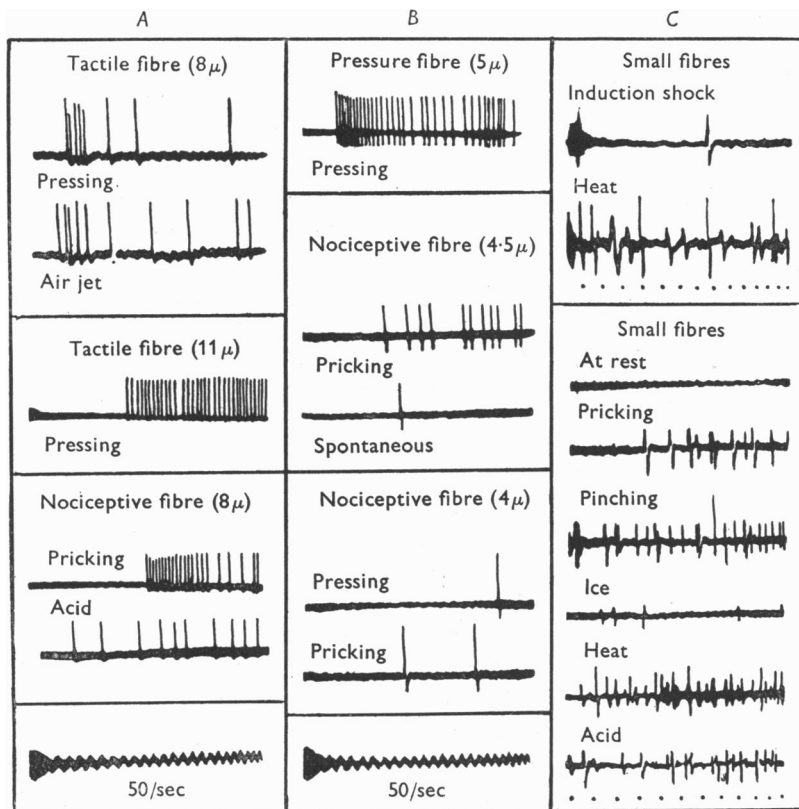 A
B
C
Tactile fibre (8μ)
Pressing.
Air jet
Tactile fibre (11μ)
Pressing
Nociceptive fibre (8μ)
Pricking
Acid
50/sec
Pressure fibre (5μ)
Pressing
Nociceptive fibre (4·5μ)
Pricking
Spontaneous
Nociceptive fibre (4μ)
Pressing
Pricking
50/sec
Small fibres
Induction shock
Heat
Small fibres
At rest
Pricking
Pinching
Ice
Heat
Acid